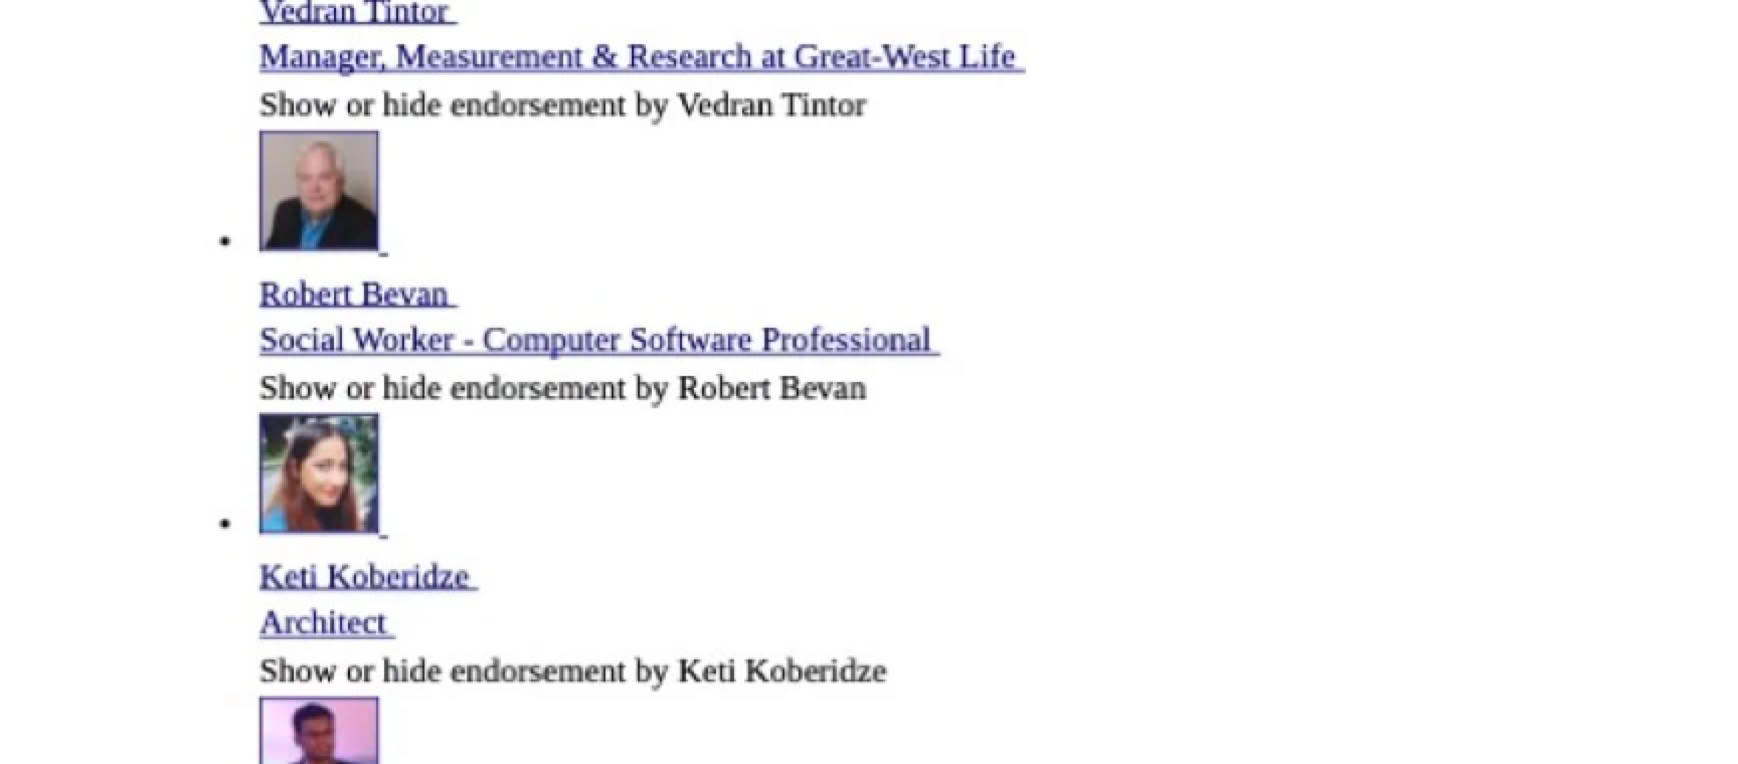 Vedran Tintor
Manager, Measurement & Research at Great-West Life
Show or hide endorsement by Vedran Tintor
Robert Bevan
Social Worker - Computer Software Professional
Show or hide endorsement by Robert Bevan
Keti Koberidze
Architect
Show or hide endorsement by Keti Koberidze